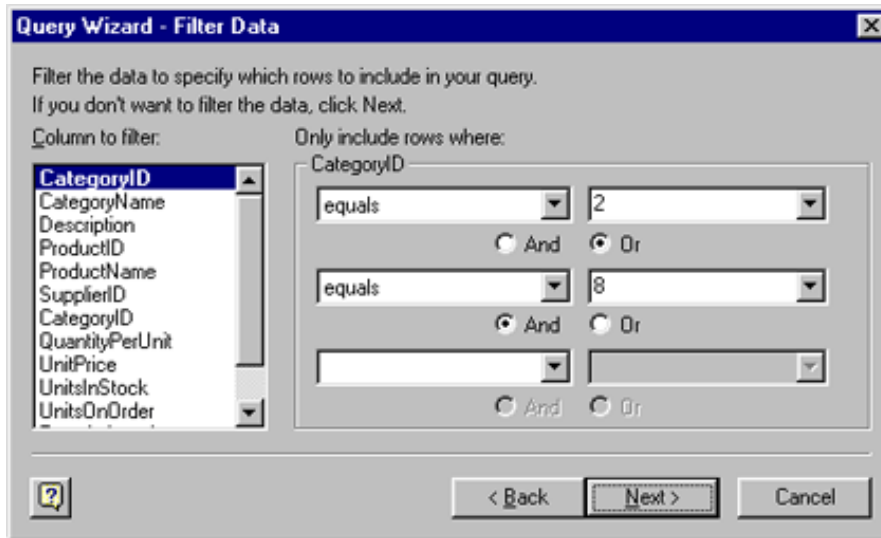 Query Wizard - Filter Data
Filter the data to specify which rows to include in your query.
If you don't want to filter the data, click Next.
Column to filter:
Only include rows where:
CategoryID
CategoryName
Description
ProductID
ProductName
SupplierID
CategoryID
QuantityPerUnit
UnitPrice
UnitsInStock
UnitsOnOrder
CategoryID
equals 2
And Or
equals 8
And Or
And Or
< Back Next > Cancel